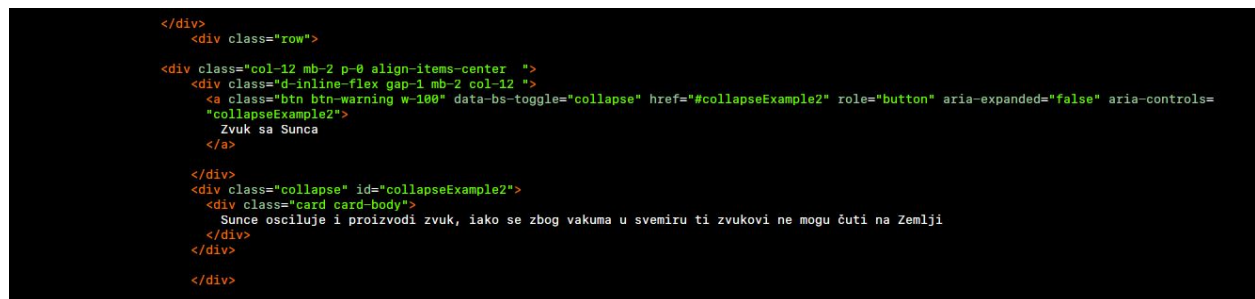 </div>
<div class="row">
<div class="col-12 mb-2 p-0 align-items-center  ">
<div class="d-inline-flex gap-1 mb-2 col-12 ">
<a class="btn btn-warning w-100" data-bs-toggle="collapse" href="#collapseExample2" role="button" aria-expanded="false" aria-controls=
"collapseExample2">
Zvuk sa Sunca
</a>
</div>
<div class="collapse" id="collapseExample2">
<div class="card card-body">
Sunce osciluje i proizvodi zvuk, iako se zbog vakuma u svemiru ti zvukovi ne mogu čuti na Zemlji
</div>
</div>
</div>